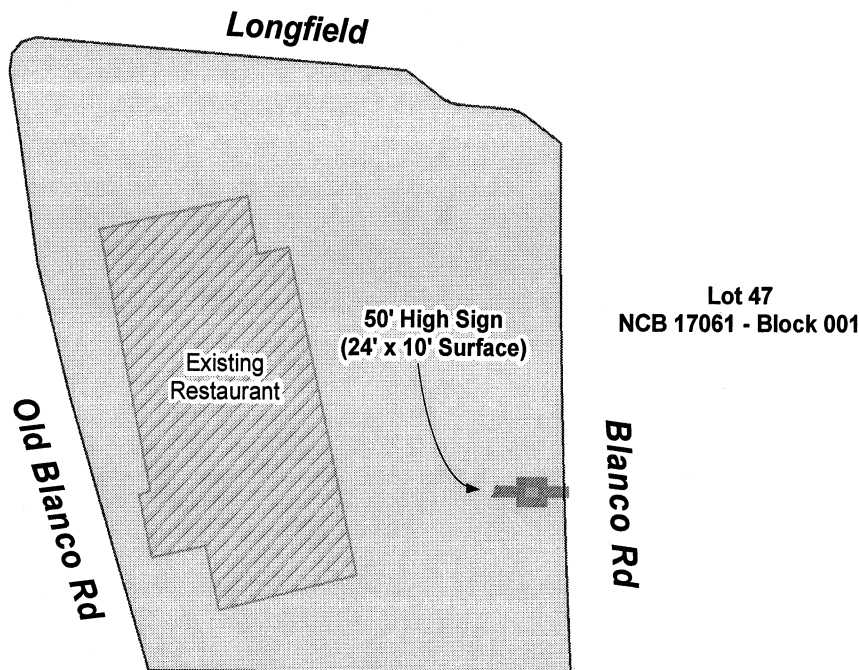 Longfield
Lot 47
NCB 17061 - Block 001
50' High Sign
(24' x 10' Surface)
Existing
Restaurant
Old Blanco Rd
Blanco Rd